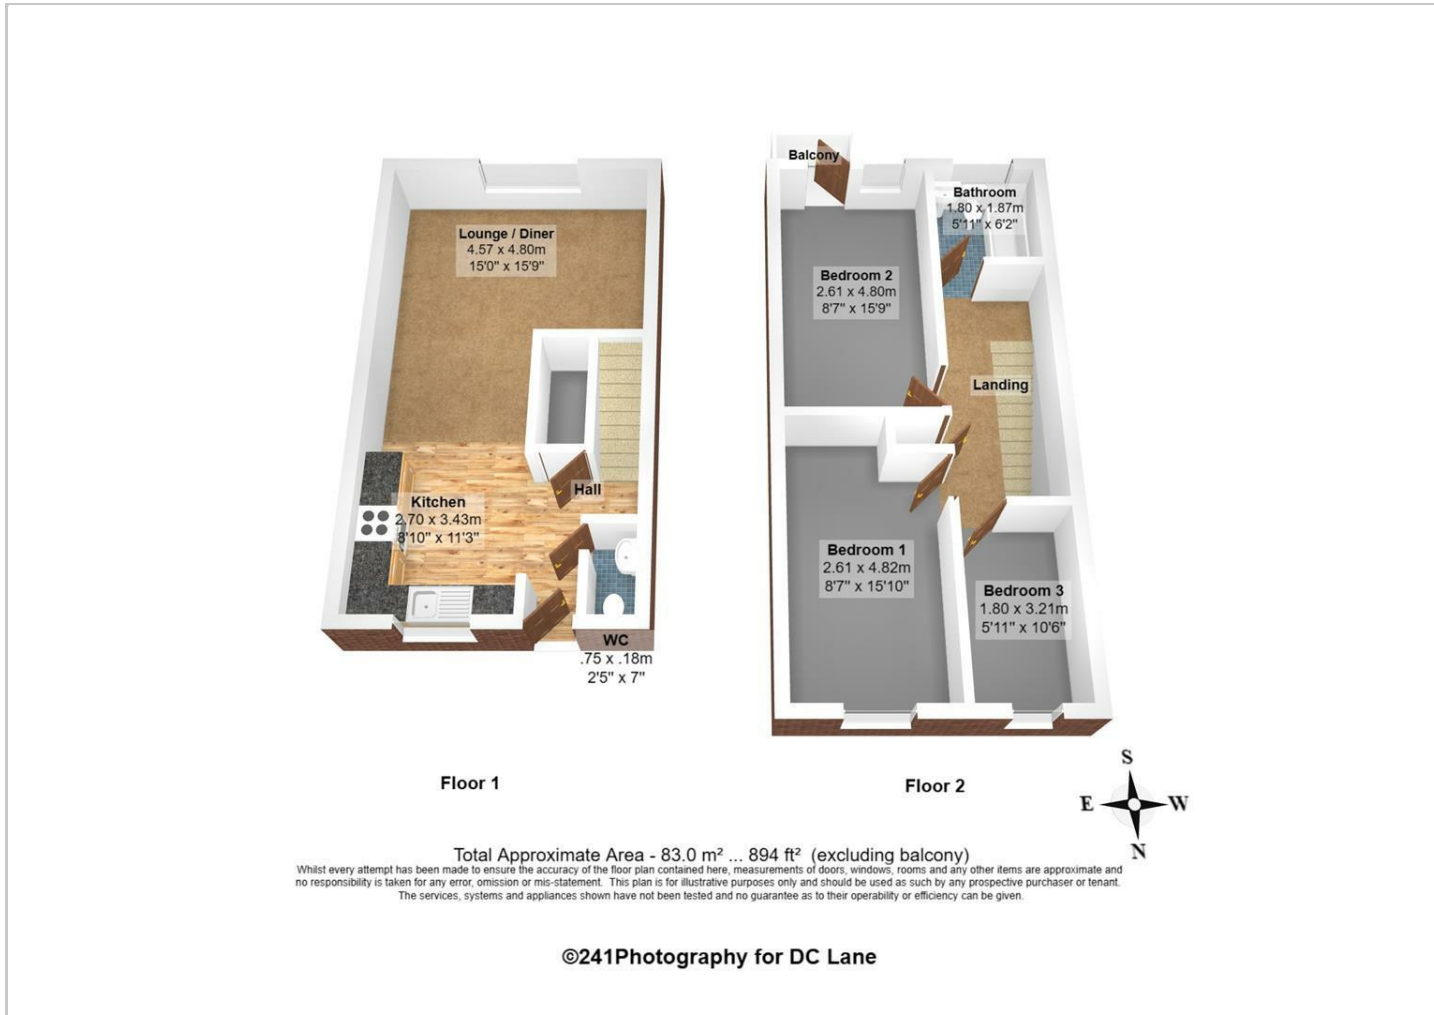 Balcony
Bathroom
1.80 x 1.87m
5'11" x 6'2"
Lounge / Diner
4.57 x 4.80m
15'0" x 15'9"
Bedroom 2
2.61 x 4.80m
8'7" x 15'9"
Landing
Hall
Kitchen
2.70 x 3.43m
8'10" x 11'3"
Bedroom 1
2.61 x 4.82m
8'7" x 15'10"
Bedroom 3
1.80 x 3.21m
5'11" x 10'6"
WC
.75 x .18m
2'5" x 7"
Floor 1
Floor 2
S
E W
N
Total Approximate Area - 83.0 m² ... 894 ft² (excluding balcony)
Whilst every attempt has been made to ensure the accuracy of the floor plan contained here, measurements of doors, windows, rooms and any other items are approximate and
no responsibility is taken for any error, omission or mis-statement. This plan is for illustrative purposes only and should be used as such by any prospective purchaser or tenant.
The services, systems and appliances shown have not been tested and no guarantee as to their operability or efficiency can be given.
©241Photography for DC Lane